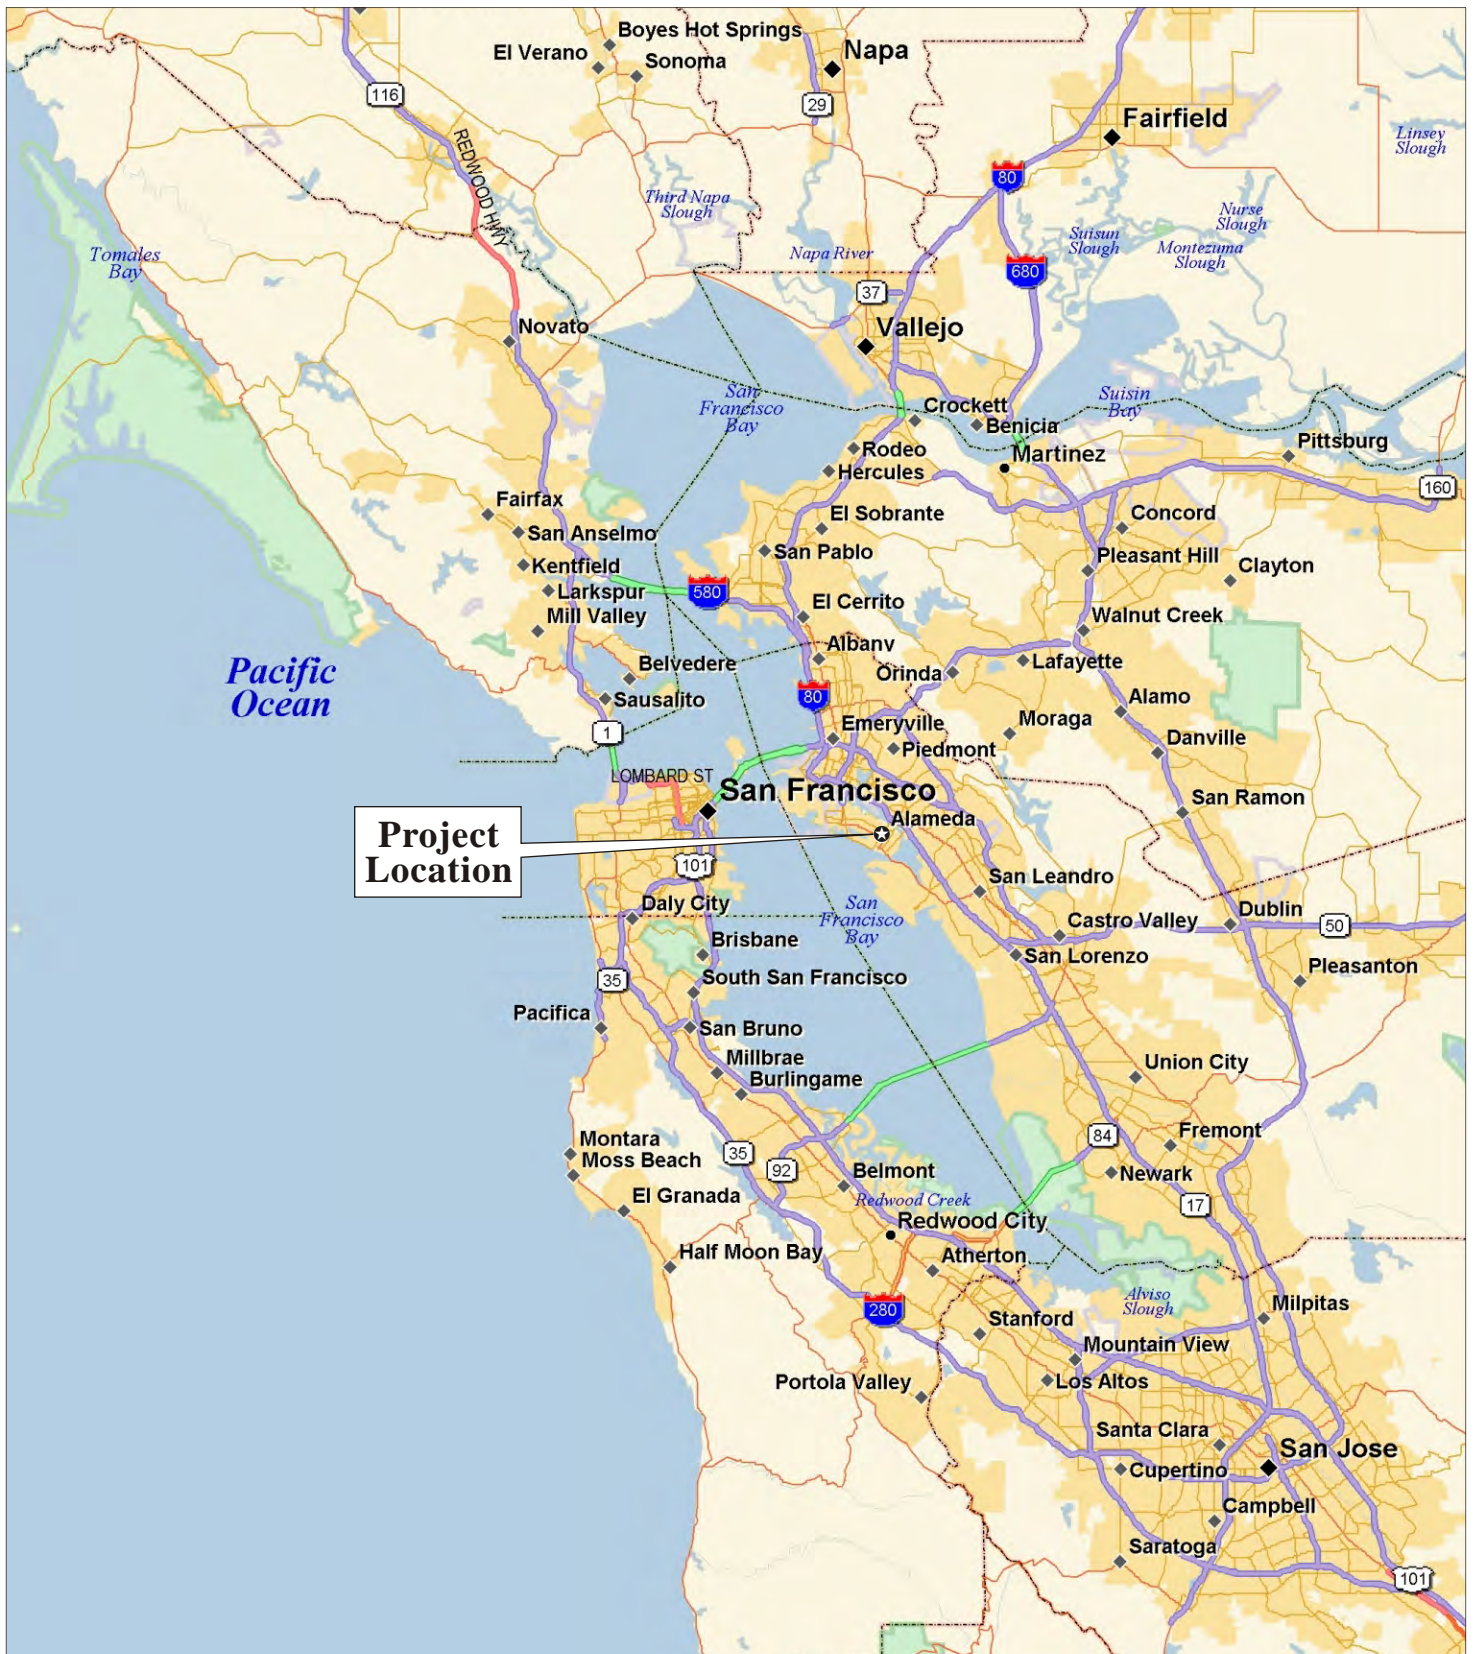 Boyes Hot Springs
El Verano
Sonoma
Napa
116
29
REDWOOD HWY
Fairfield
Linsey
Slough
80
Third Napa
Slough
Nurse
Slough
Suisun
Slough
Montezuma
Slough
Tomales
Bay
Napa River
680
37
Novato
Vallejo
San
Francisco
Bay
Suisin
Bay
Crockett
Benicia
Rodeo
Martinez
Pittsburg
Hercules
160
Fairfax
El Sobrante
Concord
San Anselmo
San Pablo
Pleasant Hill
Kentfield
Clayton
Larkspur
580
El Cerrito
Mill Valley
Walnut Creek
Albany
Belvedere
Lafayette
Orinda
Pacific
Ocean
Sausalito
80
Alamo
1
Emeryville
Moraga
Piedmont
Danville
LOMBARD ST
San Francisco
San Ramon
Alameda
Project
Location
101
San Leandro
Daly City
San
Francisco
Bay
Castro Valley
Dublin
50
Brisbane
San Lorenzo
Pleasanton
35
South San Francisco
Pacifica
San Bruno
Millbrae
Union City
Burlingame
Montara
84
Fremont
35
Moss Beach
92
Belmont
Newark
El Granada
Redwood Creek
17
Redwood City
Half Moon Bay
Atherton
Alviso
Slough
280
Milpitas
Stanford
Mountain View
Portola Valley
Los Altos
Santa Clara
San Jose
Cupertino
Campbell
Saratoga
101